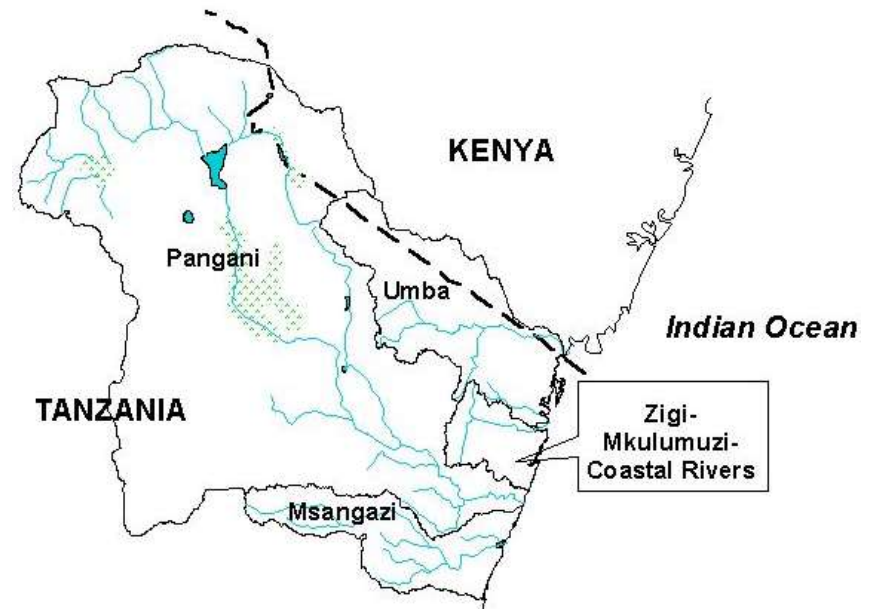 KENYA
Pangani
Umba
Indian Ocean
TANZANIA
Zigi-
Mkulumuzi-
Coastal Rivers
Msangazi